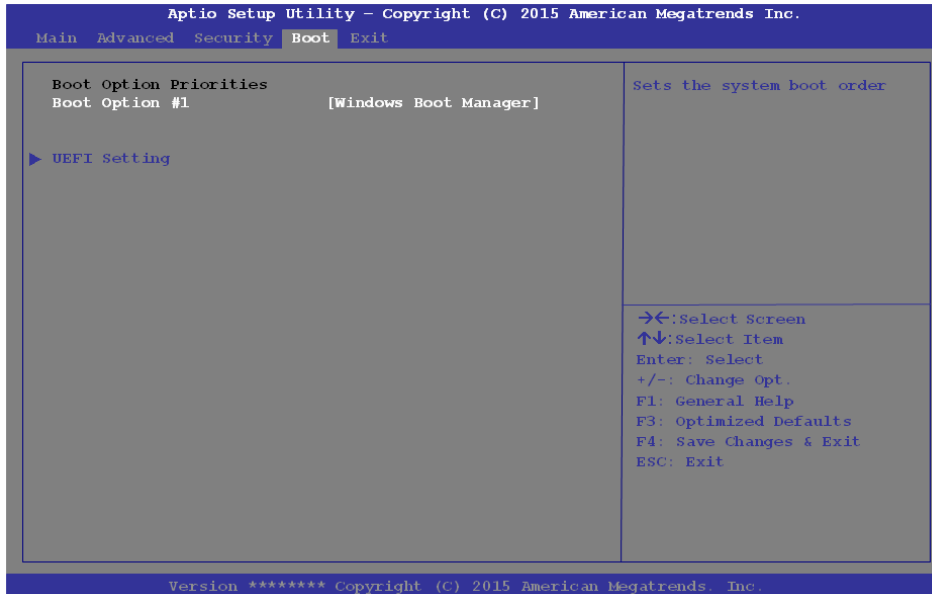 Aptio Setup Utility – Copyright (C) 2015 American Megatrends Inc.
Main Advanced Security Boot Exit
Boot Option Priorities
Boot Option #1 [Windows Boot Manager]
▶ UEFI Setting
Sets the system boot order
→←:Select Screen
↑↓:Select Item
Enter: Select
+/-: Change Opt.
F1: General Help
F3: Optimized Defaults
F4: Save Changes & Exit
ESC: Exit
Version ******** Copyright (C) 2015 American Megatrends. Inc.